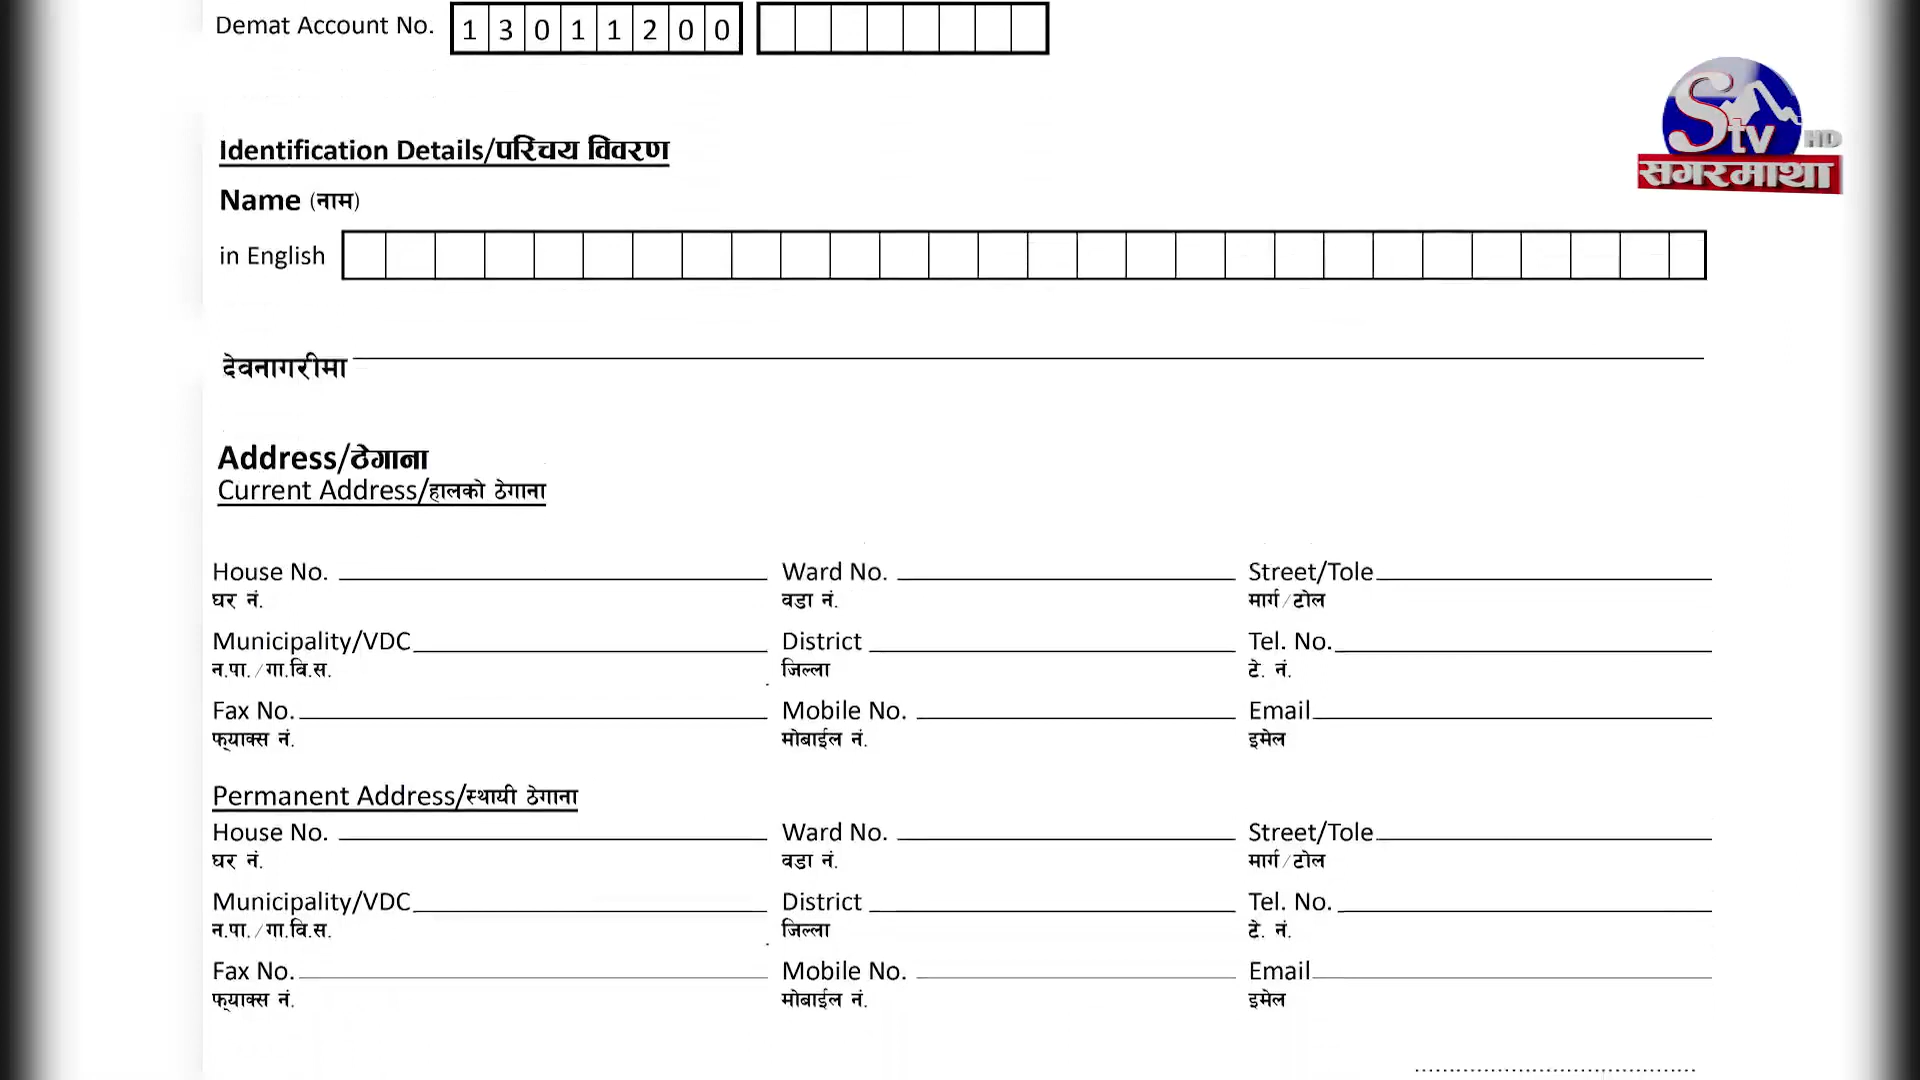 Demat Account No. 1 3 0 1 1 2 0 0
Stv HD
सगरमाथा
Identification Details/परिचय विवरण
Name (नाम)
in English
देवनागरीमा
Address/ठेगाना
Current Address/हालको ठेगाना
House No. Ward No. Street/Tole
घर नं. वडा नं. मार्ग/टोल
Municipality/VDC District Tel. No.
न.पा./गा.वि.स. जिल्ला टे. नं.
Fax No. Mobile No. Email
फ्याक्स नं. मोबाईल नं. इमेल
Permanent Address/स्थायी ठेगाना
House No. Ward No. Street/Tole
घर नं. वडा नं. मार्ग/टोल
Municipality/VDC District Tel. No.
न.पा./गा.वि.स. जिल्ला टे. नं.
Fax No. Mobile No. Email
फ्याक्स नं. मोबाईल नं. इमेल